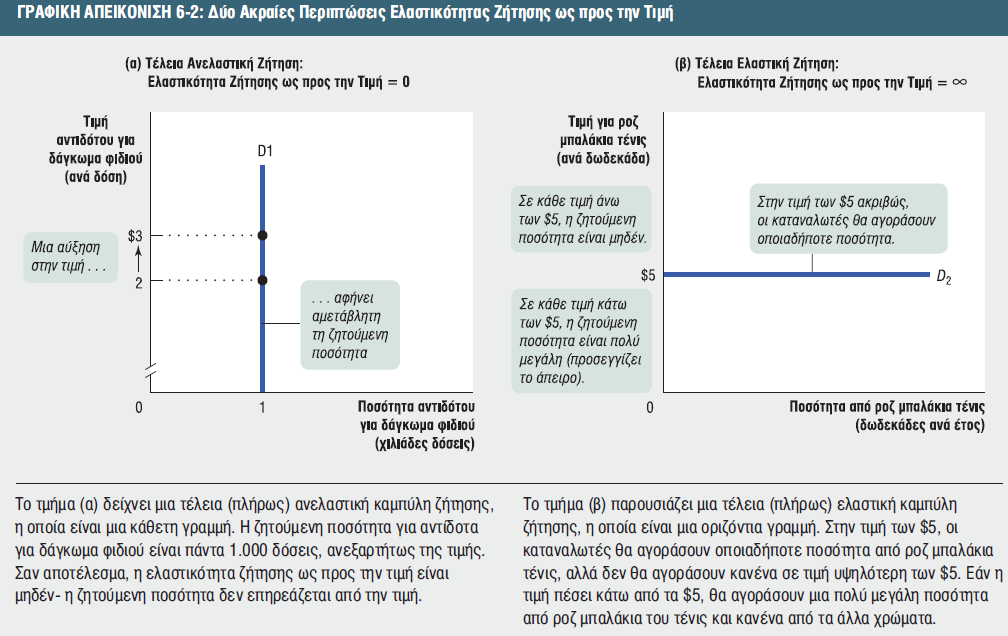 ΓΡΑΦΙΚΗ ΑΠΕΙΚΟΝΙΣΗ 6-2: Δύο Ακραίες Περιπτώσεις Ελαστικότητας Ζήτησης ως προς την Τιμή
(α) Τέλεια Ανελαστική Ζήτηση:
Ελαστικότητα Ζήτησης ως προς την Τιμή = 0
Τιμή
αντιδότου για
δάγκωμα φιδιού
(ανά δόση)
D1
$3
2
Μια αύξηση
στην τιμή . . .
. . . αφήνει
αμετάβλητη
τη ζητούμενη
ποσότητα
0
1
Ποσότητα αντιδότου
για δάγκωμα φιδιού
(χιλιάδες δόσεις)
(β) Τέλεια Ελαστική Ζήτηση:
Ελαστικότητα Ζήτησης ως προς την Τιμή = ∞
Τιμή για ροζ
μπαλάκια τένις
(ανά δωδεκάδα)
Σε κάθε τιμή άνω
των $5, η ζητούμενη
ποσότητα είναι μηδέν.
Στην τιμή των $5 ακριβώς,
οι καταναλωτές θα αγοράσουν
οποιαδήποτε ποσότητα.
$5
D2
Σε κάθε τιμή κάτω
των $5, η ζητούμενη
ποσότητα είναι πολύ
μεγάλη (προσεγγίζει
το άπειρο).
0
Ποσότητα από ροζ μπαλάκια τένις
(δωδεκάδες ανά έτος)
Το τμήμα (α) δείχνει μια τέλεια (πλήρως) ανελαστική καμπύλη ζήτησης,
η οποία είναι μια κάθετη γραμμή. Η ζητούμενη ποσότητα για αντίδοτα
για δάγκωμα φιδιού είναι πάντα 1.000 δόσεις, ανεξαρτήτως της τιμής.
Σαν αποτέλεσμα, η ελαστικότητα ζήτησης ως προς την τιμή είναι
μηδέν- η ζητούμενη ποσότητα δεν επηρεάζεται από την τιμή.
Το τμήμα (β) παρουσιάζει μια τέλεια (πλήρως) ελαστική καμπύλη
ζήτησης, η οποία είναι μια οριζόντια γραμμή. Στην τιμή των $5, οι
καταναλωτές θα αγοράσουν οποιαδήποτε ποσότητα από ροζ μπαλάκια
τένις, αλλά δεν θα αγοράσουν κανένα σε τιμή υψηλότερη των $5. Εάν η
τιμή πέσει κάτω από τα $5, θα αγοράσουν μια πολύ μεγάλη ποσότητα
από ροζ μπαλάκια του τένις και κανένα από τα άλλα χρώματα.